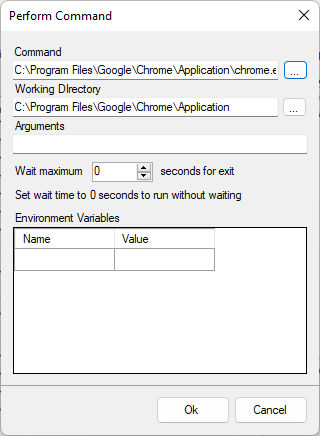 Perform Command
Command
C:\Program Files\Google\Chrome\Application\chrome.e
...
Working DIrectory
C:\Program Files\Google\Chrome\Application
...
Arguments
Wait maximum 0 seconds for exit
Set wait time to 0 seconds to run without waiting
Environment Variables
Name Value
Ok Cancel